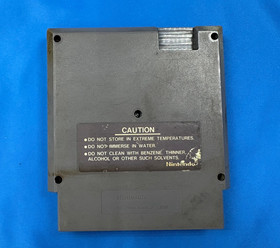 CAUTION
• DO NOT STORE IN EXTREME TEMPERATURES.
• DO NOT IMMERSE IN WATER.
• DO NOT CLEAN WITH BENZENE, THINNER,
ALCOHOL OR OTHER SUCH SOLVENTS.
Nintendo